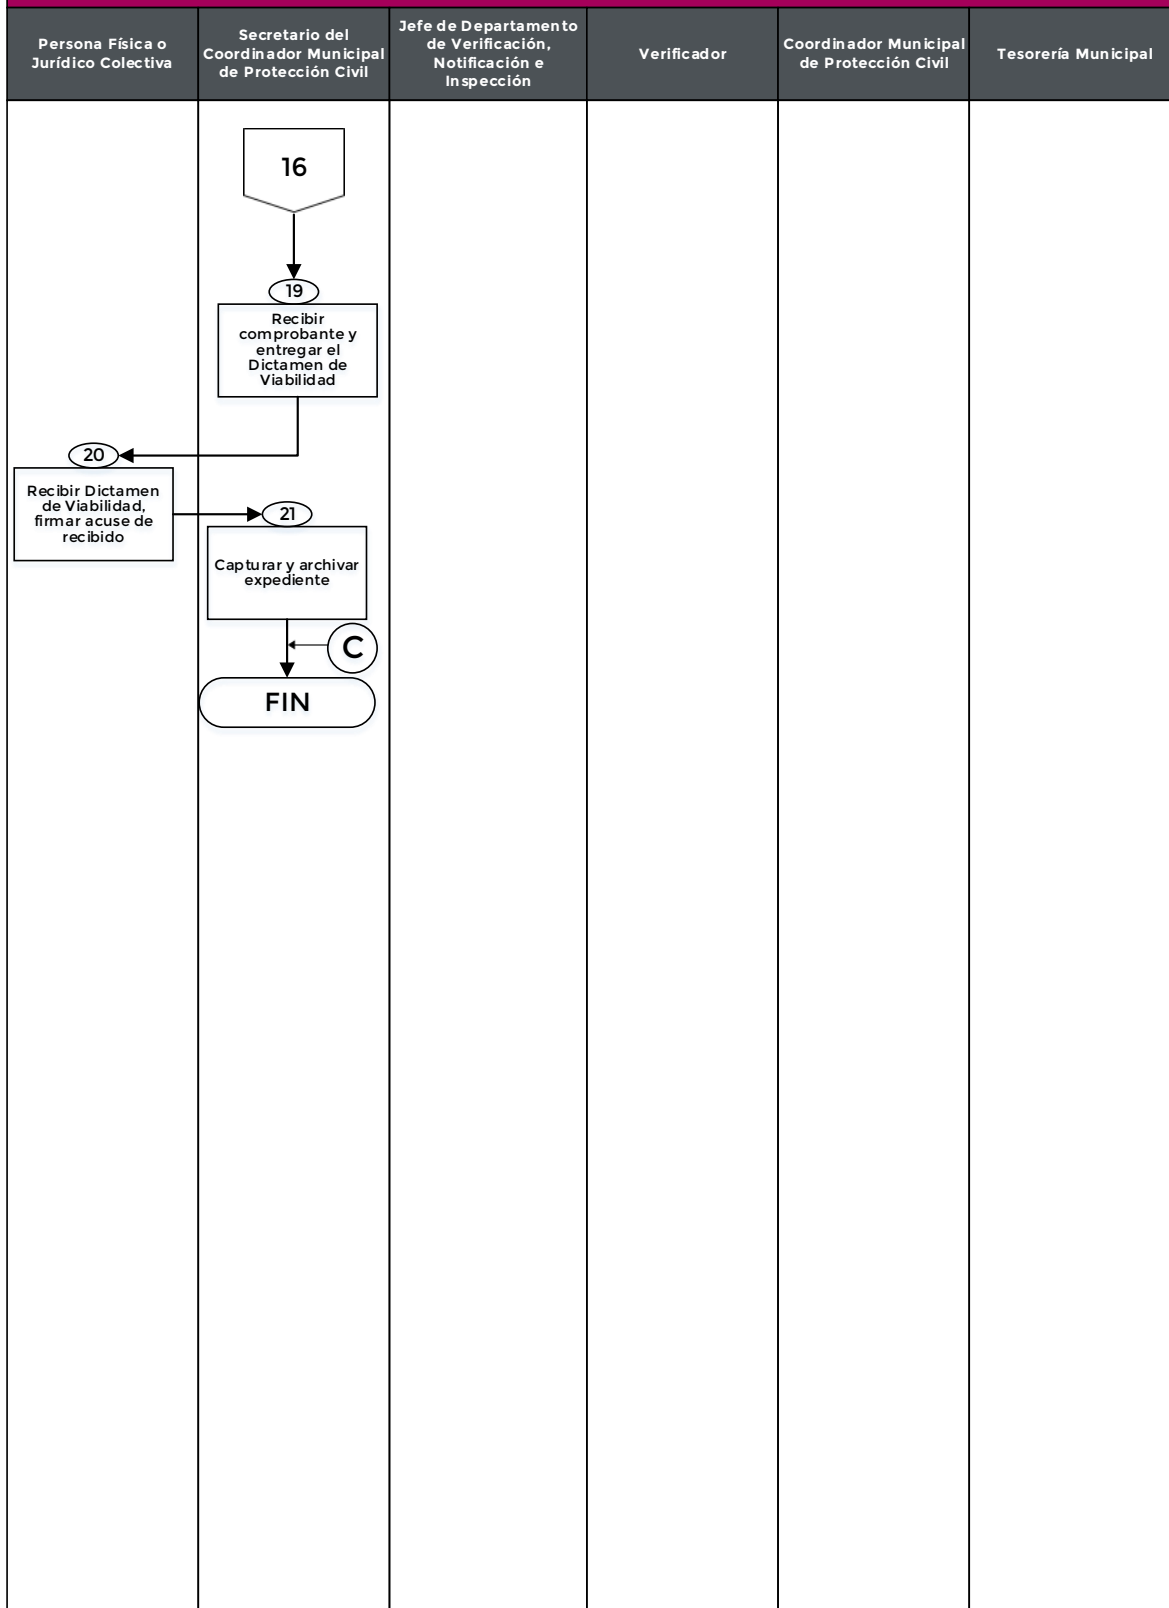 Persona Física o
Jurídico Colectiva
Secretario del
Coordinador Municipal
de Protección Civil
Jefe de Departamento
de Verificación,
Notificación e
Inspección
Verificador
Coordinador Municipal
de Protección Civil
Tesorería Municipal
16
19
Recibir
comprobante y
entregar el
Dictamen de
Viabilidad
20
Recibir Dictamen
de Viabilidad,
firmar acuse de
recibido
21
Capturar y archivar
expediente
C
FIN